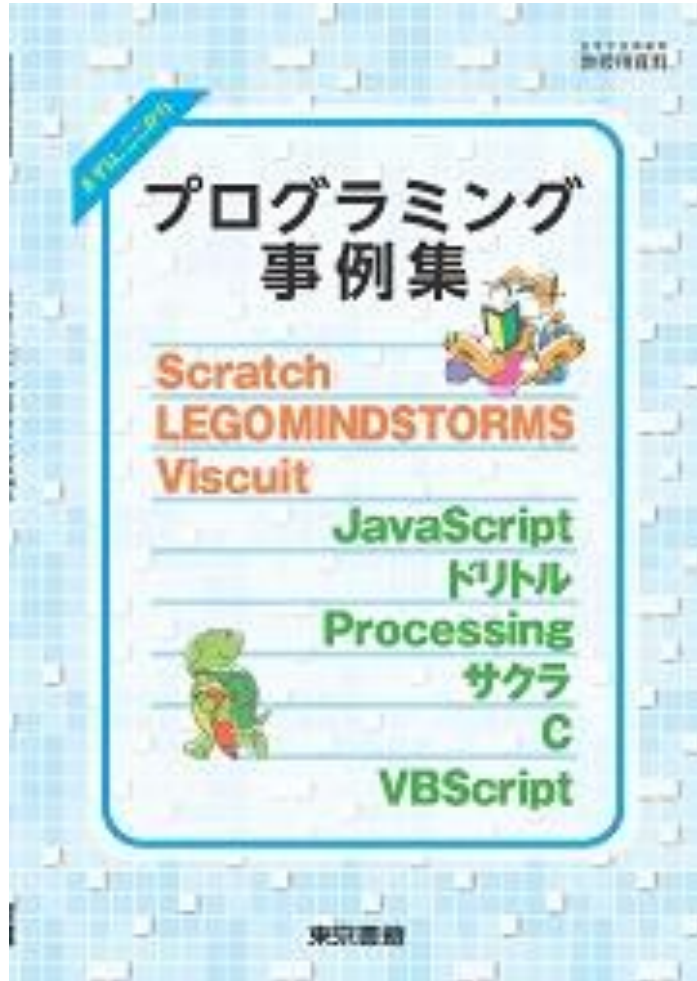 プログラミング
事例集
Scratch
LEGOMINDSTORMS
Viscuit
JavaScript
ドリトル
Processing
サクラ
C
VBScript
東京書籍